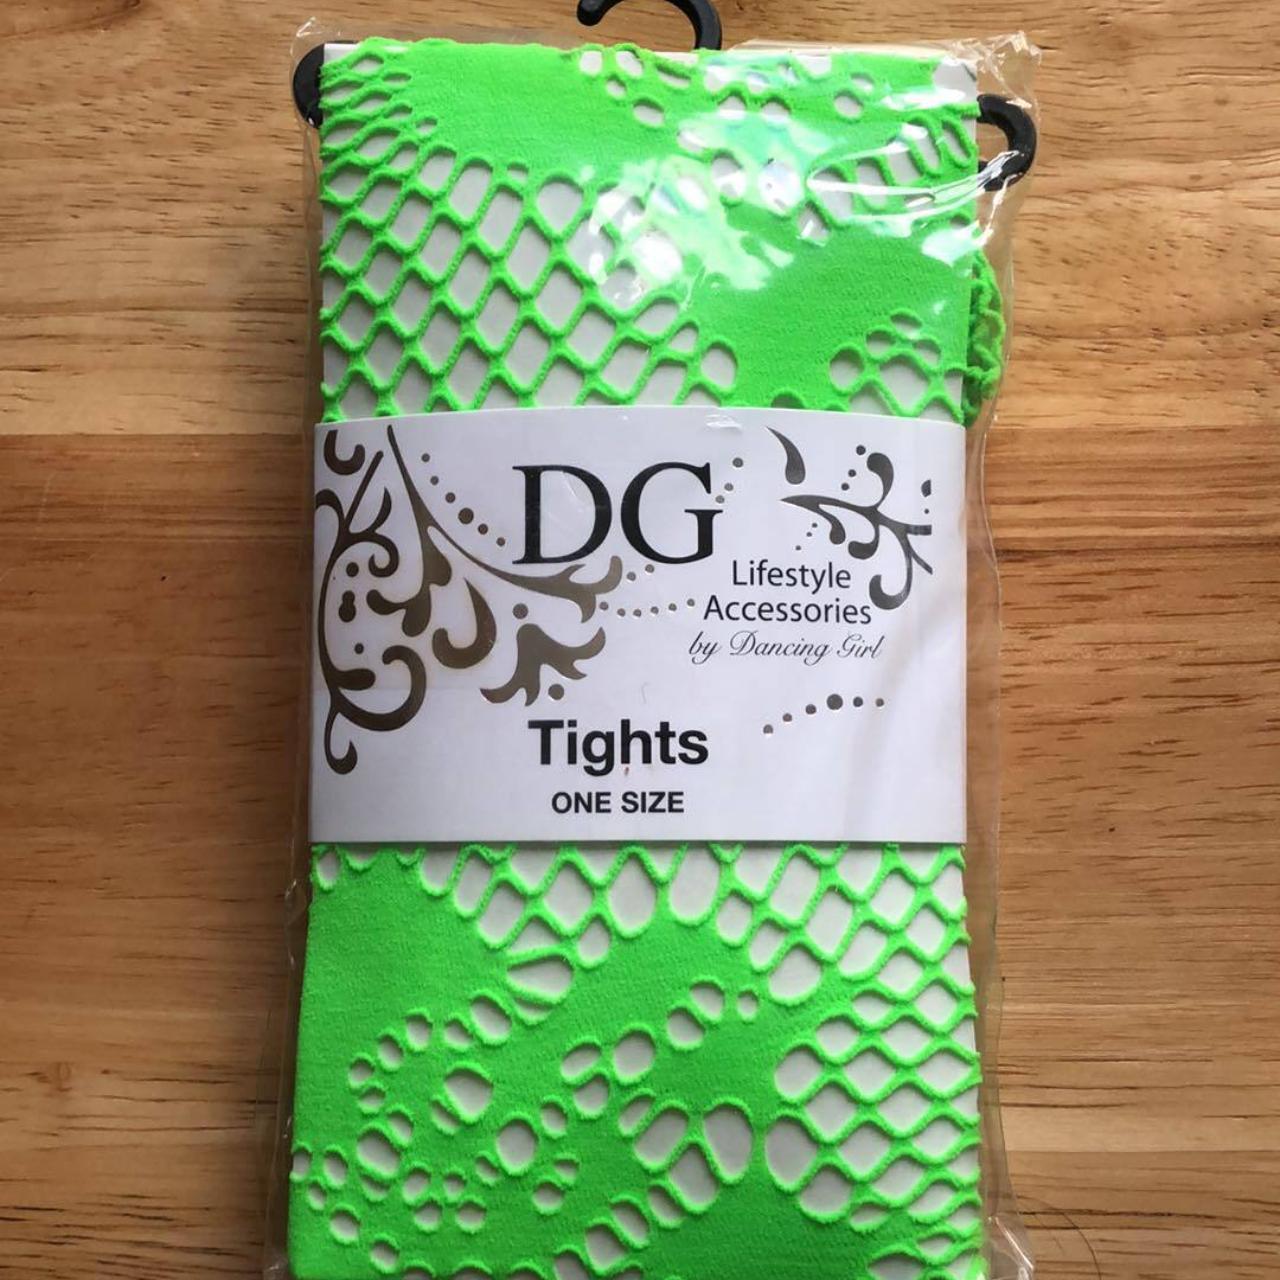 DG
Lifestyle
Accessories
by Dancing Girl
Tights
ONE SIZE